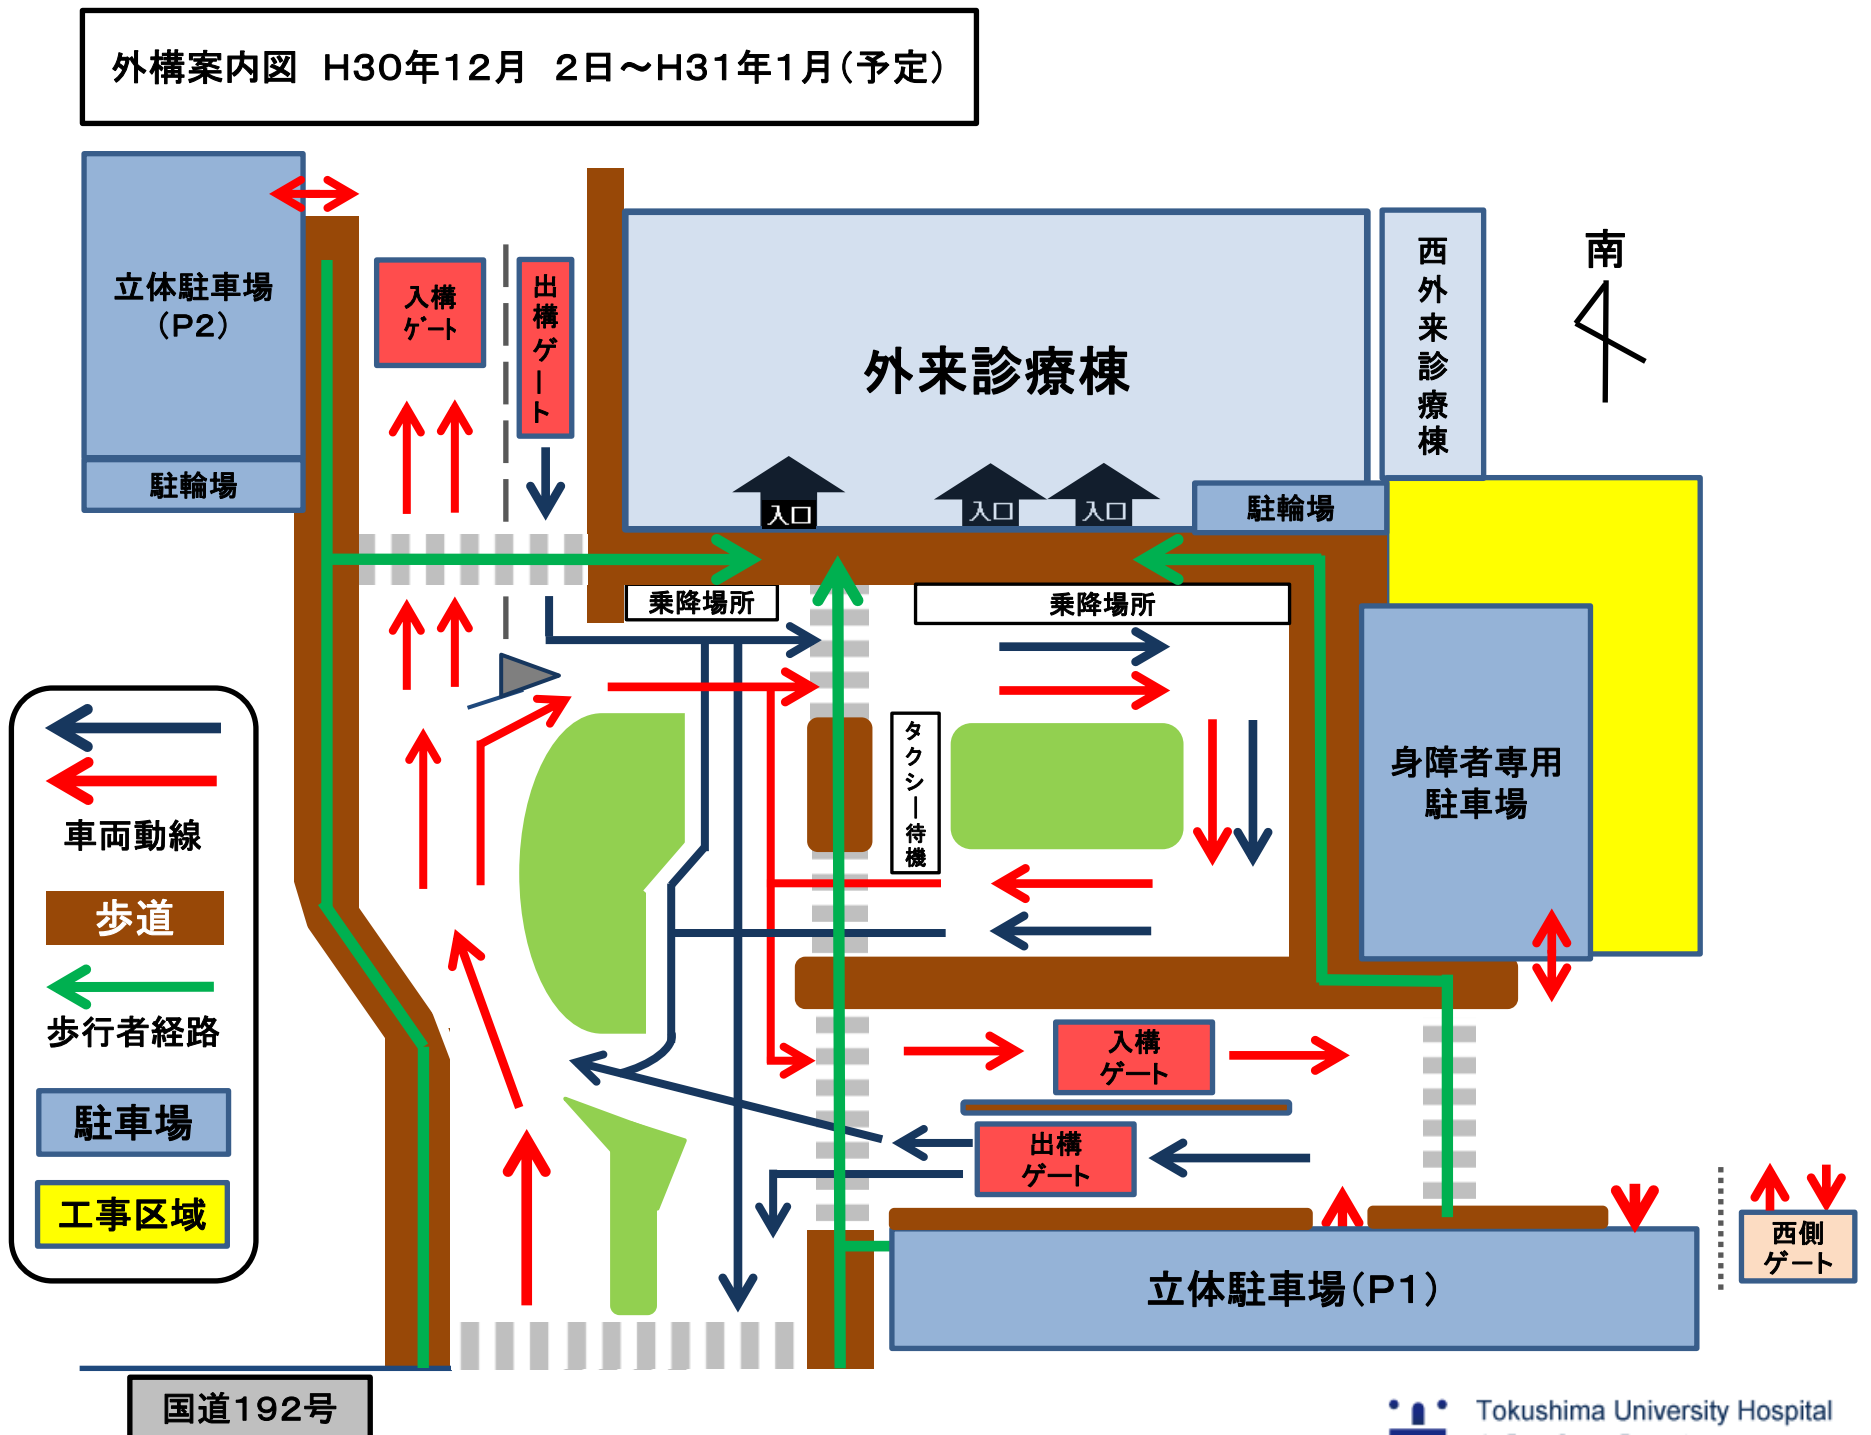 外構案内図　H30年12月　2日～H31年1月(予定)
立体駐車場
(P2)
駐輪場
入構
ゲート
出構ゲート
外来診療棟
入口
入口
入口
駐輪場
西外来診療棟
南
乗降場所
乗降場所
タクシー待機
身障者専用
駐車場
車両動線
歩道
歩行者経路
駐車場
工事区域
入構
ゲート
出構
ゲート
西側
ゲート
立体駐車場(P1)
国道192号
Tokushima University Hospital